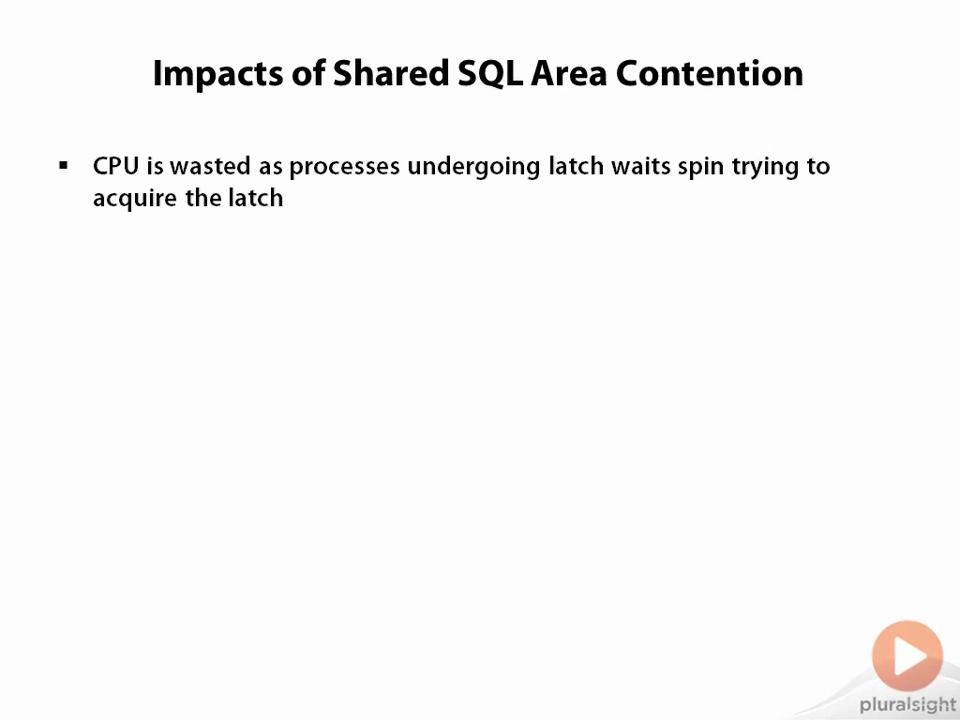 Impacts of Shared SQL Area Contention
▪ CPU is wasted as processes undergoing latch waits spin trying to
acquire the latch
pluralsight